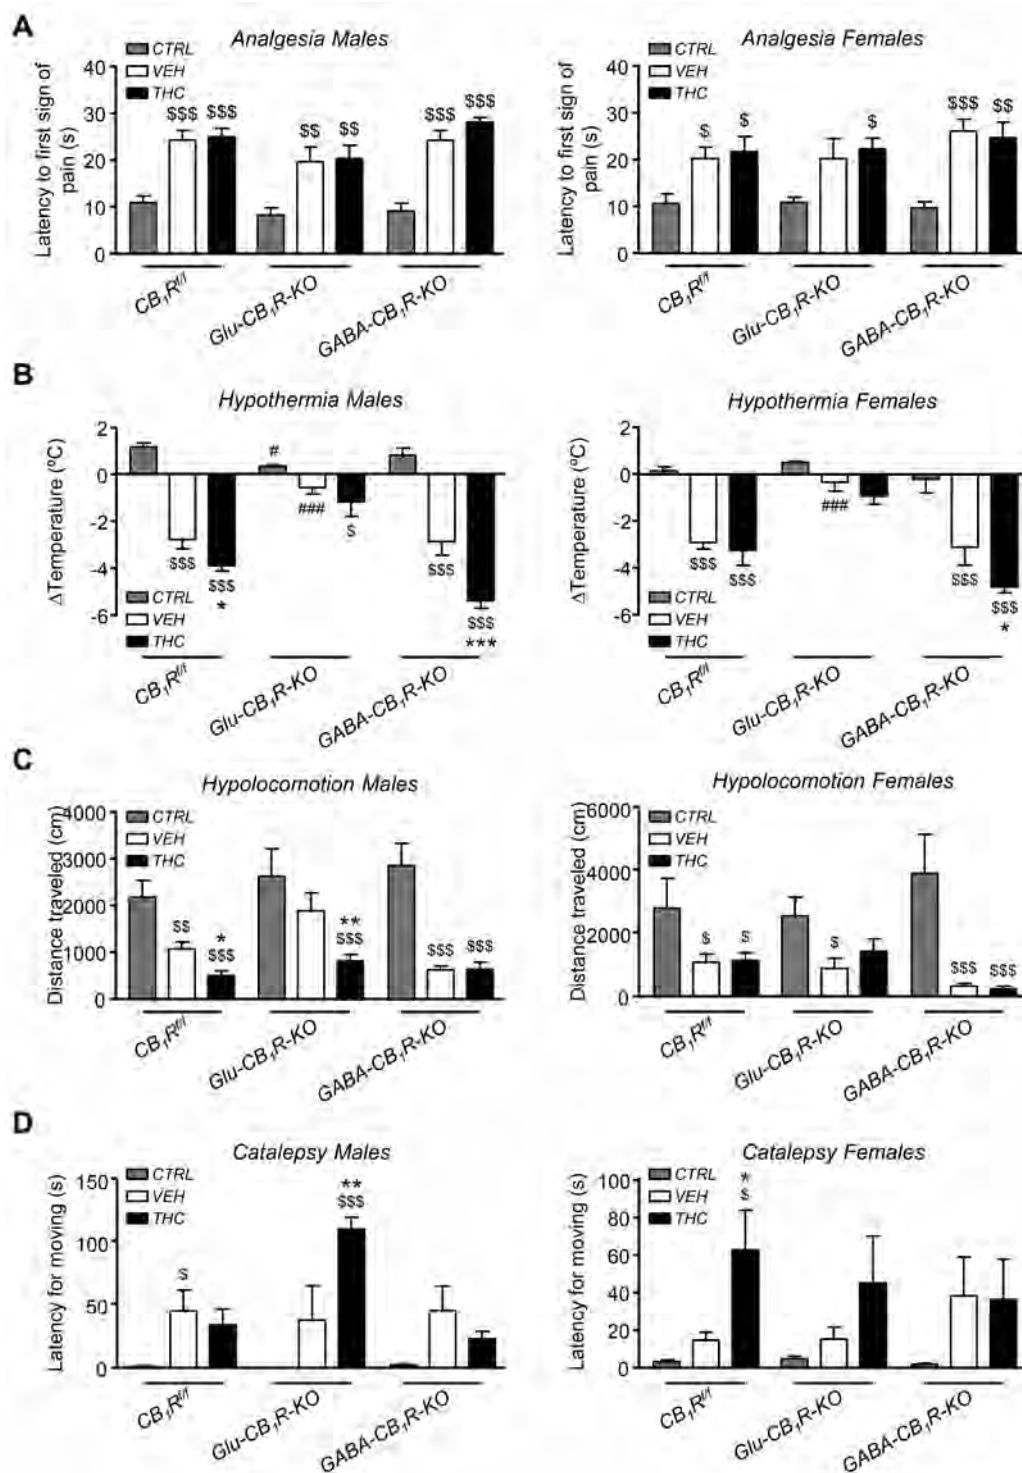 A
Analgesia Males
CTRL
VEH
THC
Latency to first sign of
pain (s)
40
30
20
10
0
$$$
$$$
$$
$$
$$$
$$$
CB₁Rf/f
Glu-CB₁R-KO
GABA-CB₁R-KO
Analgesia Females
CTRL
VEH
THC
Latency to first sign of
pain (s)
40
30
20
10
0
$
$
$
$$$
$$
CB₁Rf/f
Glu-CB₁R-KO
GABA-CB₁R-KO
B
Hypothermia Males
ΔTemperature (ºC)
2
0
-2
-4
-6
#
###
$
$$$
$$$
*
$$$
$$$
***
CTRL
VEH
THC
CB₁Rf/f
Glu-CB₁R-KO
GABA-CB₁R-KO
Hypothermia Females
ΔTemperature (ºC)
2
0
-2
-4
-6
###
$$$
$$$
$$$
$$$
*
CTRL
VEH
THC
CB₁Rf/f
Glu-CB₁R-KO
GABA-CB₁R-KO
C
Hypolocomotion Males
CTRL
VEH
THC
Distance traveled (cm)
4000
3000
2000
1000
0
$$
*
$$$
**
$$$
$$$
$$$
CB₁Rf/f
Glu-CB₁R-KO
GABA-CB₁R-KO
Hypolocomotion Females
CTRL
VEH
THC
Distance traveled (cm)
6000
4000
2000
0
$
$
$
$$$
$$$
CB₁Rf/f
Glu-CB₁R-KO
GABA-CB₁R-KO
D
Catalepsy Males
CTRL
VEH
THC
Latency for moving (s)
150
100
50
0
$
**
$$$
CB₁Rf/f
Glu-CB₁R-KO
GABA-CB₁R-KO
Catalepsy Females
CTRL
VEH
THC
Latency for moving (s)
100
80
60
40
20
0
*
$
CB₁Rf/f
Glu-CB₁R-KO
GABA-CB₁R-KO